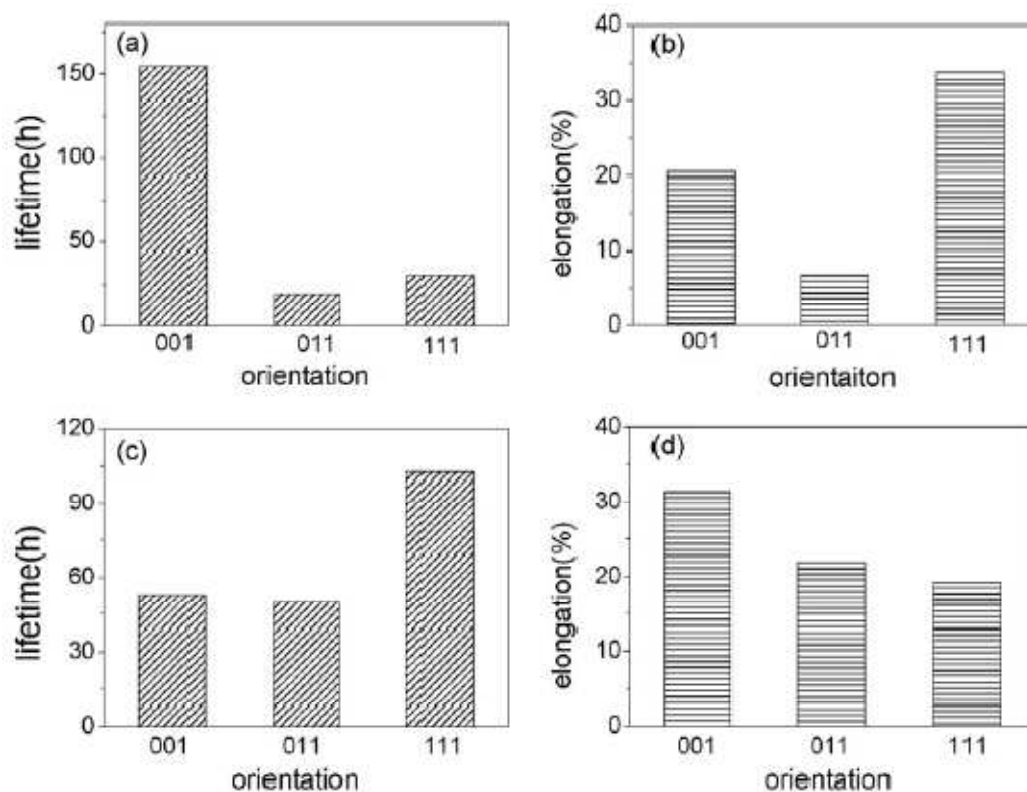 (a)
lifetime(h)
150
100
50
0
001 011 111
orientation
(b)
elongation(%)
40
30
20
10
0
001 011 111
orientaiton
(c)
lifetime(h)
120
90
60
30
0
001 011 111
orientation
(d)
elongation(%)
40
30
20
10
0
001 011 111
orientation